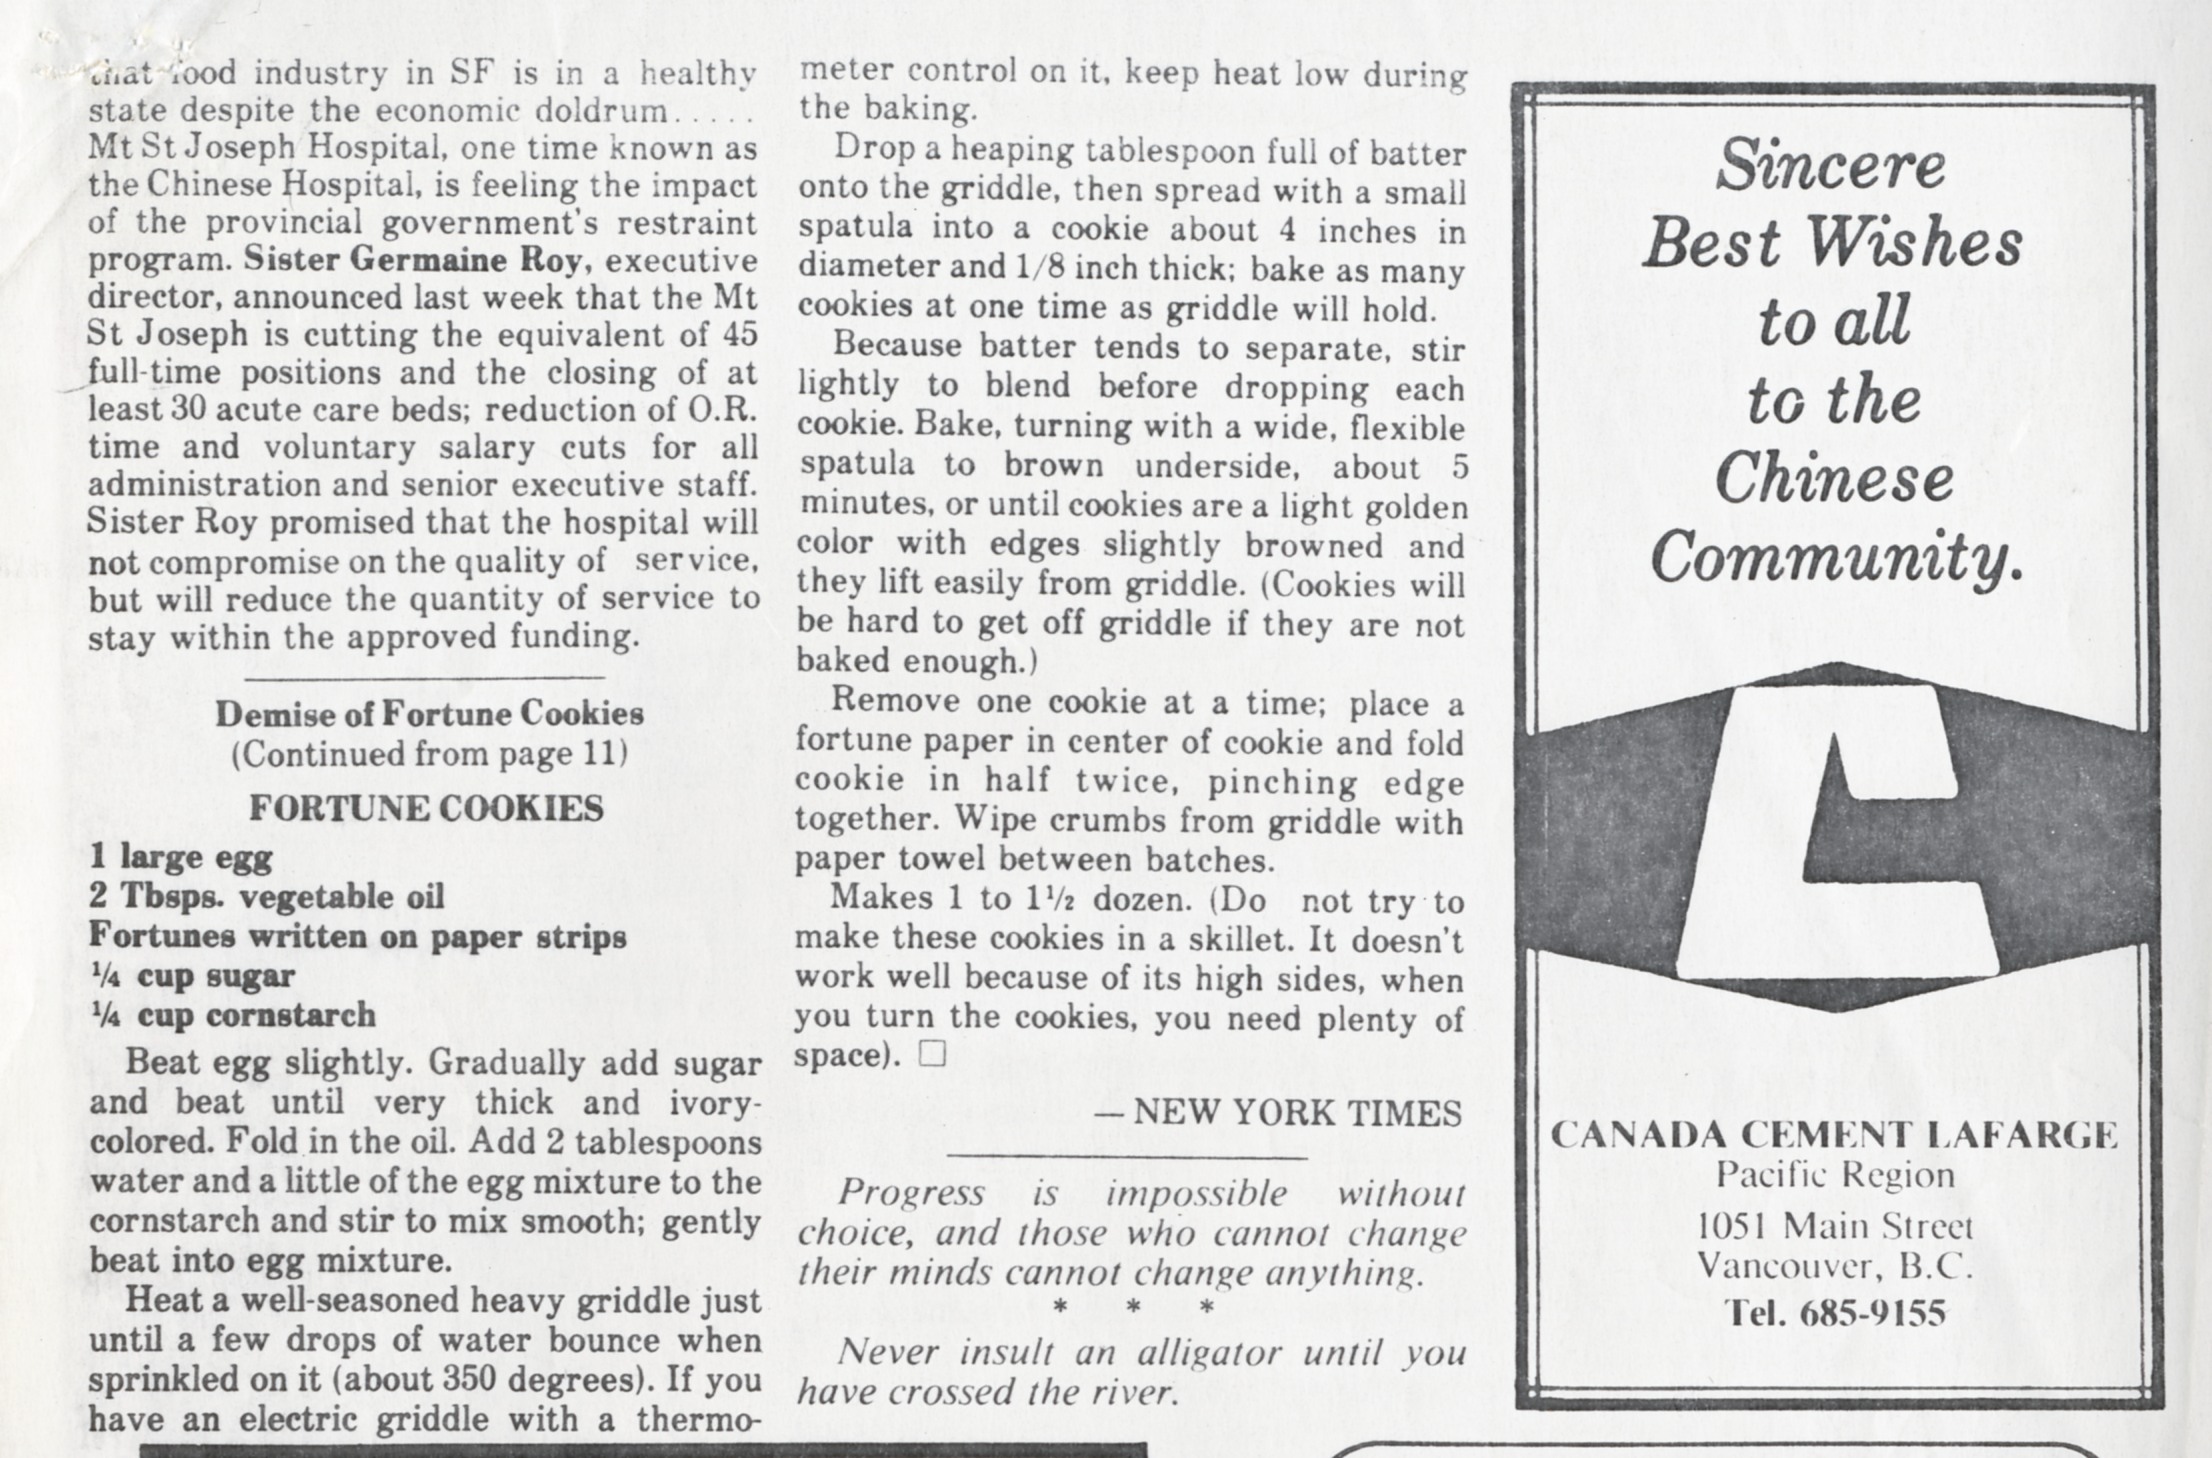 that food industry in SF is in a healthy
state despite the economic doldrum.....
Mt St Joseph Hospital, one time known as
the Chinese Hospital, is feeling the impact
of the provincial government's restraint
program. Sister Germaine Roy, executive
director, announced last week that the Mt
St Joseph is cutting the equivalent of 45
full-time positions and the closing of at
least 30 acute care beds; reduction of O.R.
time and voluntary salary cuts for all
administration and senior executive staff.
Sister Roy promised that the hospital will
not compromise on the quality of service,
but will reduce the quantity of service to
stay within the approved funding.
Demise of Fortune Cookies
(Continued from page 11)
FORTUNE COOKIES
1 large egg
2 Tbsps. vegetable oil
Fortunes written on paper strips
¼ cup sugar
¼ cup cornstarch
Beat egg slightly. Gradually add sugar
and beat until very thick and ivory-
colored. Fold in the oil. Add 2 tablespoons
water and a little of the egg mixture to the
cornstarch and stir to mix smooth; gently
beat into egg mixture.
Heat a well-seasoned heavy griddle just
until a few drops of water bounce when
sprinkled on it (about 350 degrees). If you
have an electric griddle with a thermo-
meter control on it, keep heat low during
the baking.
Drop a heaping tablespoon full of batter
onto the griddle, then spread with a small
spatula into a cookie about 4 inches in
diameter and 1/8 inch thick; bake as many
cookies at one time as griddle will hold.
Because batter tends to separate, stir
lightly to blend before dropping each
cookie. Bake, turning with a wide, flexible
spatula to brown underside, about 5
minutes, or until cookies are a light golden
color with edges slightly browned and
they lift easily from griddle. (Cookies will
be hard to get off griddle if they are not
baked enough.)
Remove one cookie at a time; place a
fortune paper in center of cookie and fold
cookie in half twice, pinching edge
together. Wipe crumbs from griddle with
paper towel between batches.
Makes 1 to 1½ dozen. (Do not try to
make these cookies in a skillet. It doesn't
work well because of its high sides, when
you turn the cookies, you need plenty of
space). □
— NEW YORK TIMES
Progress is impossible without
choice, and those who cannot change
their minds cannot change anything.
* * *
Never insult an alligator until you
have crossed the river.
Sincere
Best Wishes
to all
to the
Chinese
Community.
CANADA CEMENT LAFARGE
Pacific Region
1051 Main Street
Vancouver, B.C.
Tel. 685-9155